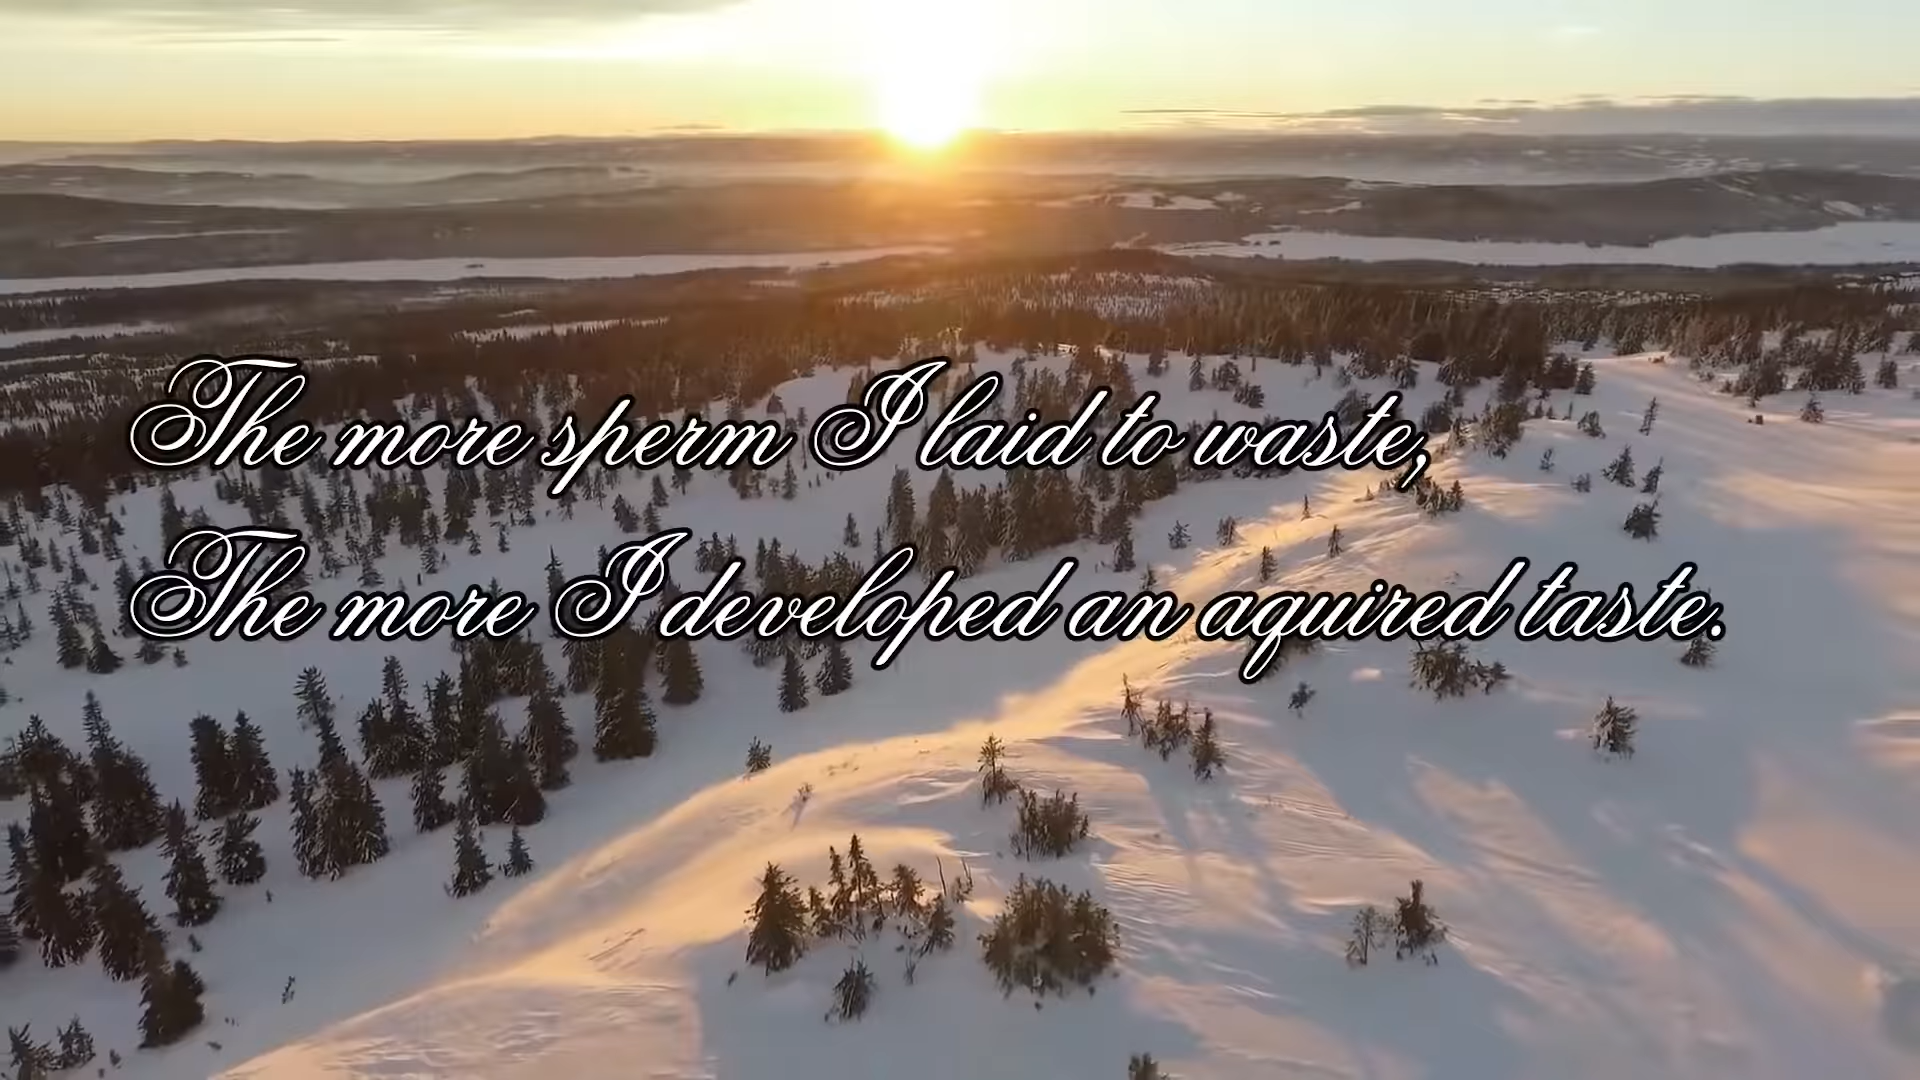 The more sperm I laid to waste,
The more I developed an aquired taste.